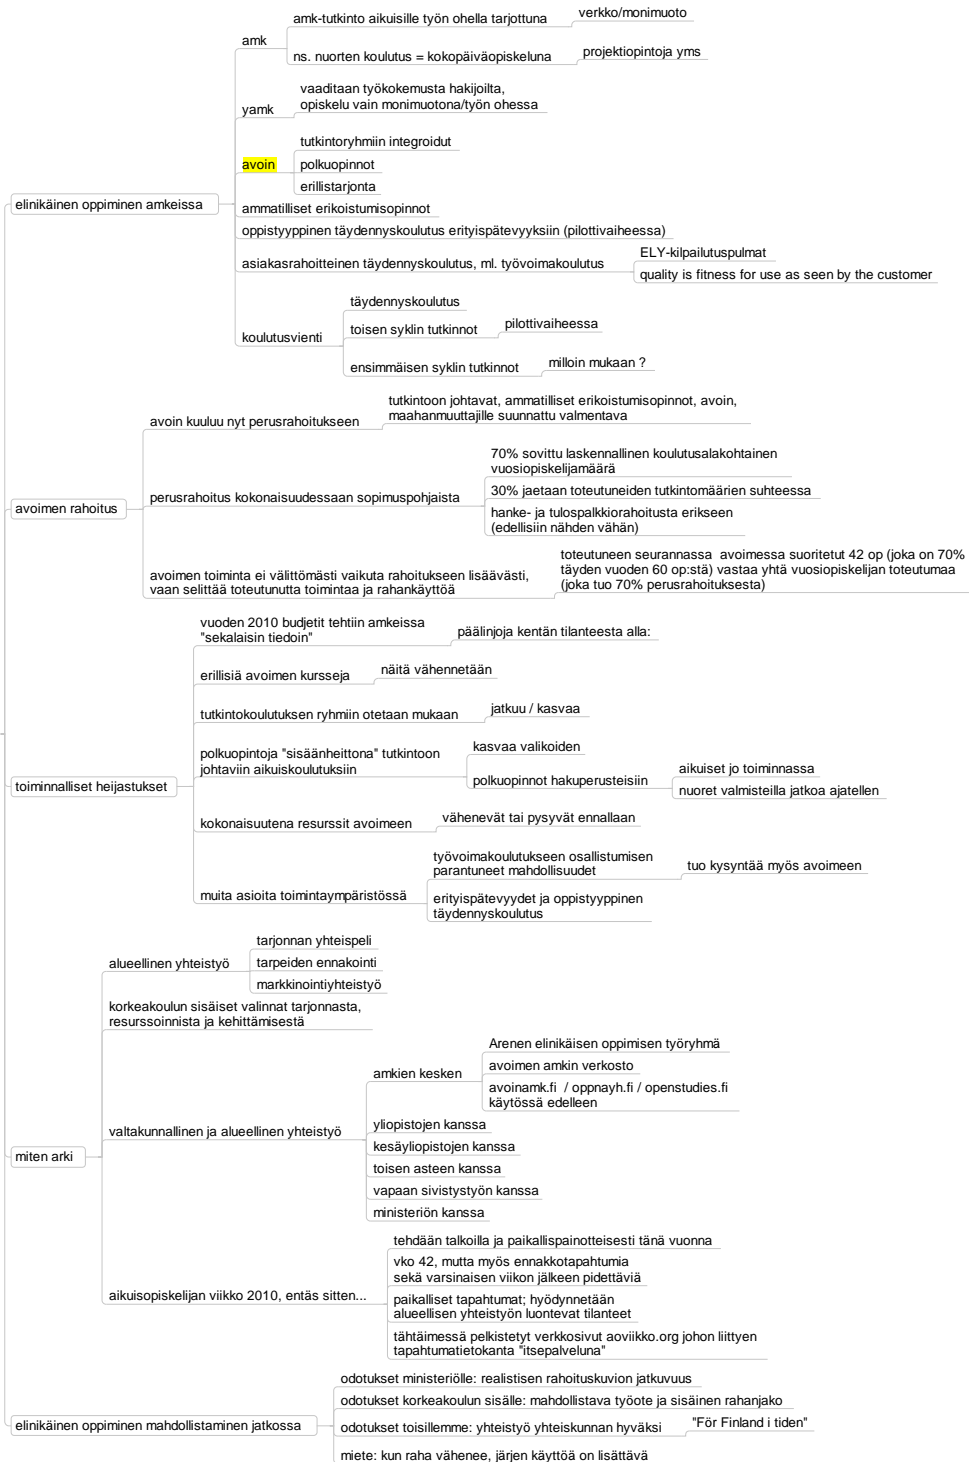 elinikäinen oppiminen amkeissa
amk
amk-tutkinto aikuisille työn ohella tarjottuna
verkko/monimuoto
ns. nuorten koulutus = kokopäiväopiskeluna
projektiopintoja yms
yamk
vaaditaan työkokemusta hakijoilta,
opiskelu vain monimuotona/työn ohessa
avoin
tutkintoryhmiin integroidut
polkuopinnot
erillistarjonta
ammatilliset erikoistumisopinnot
oppistyyppinen täydennyskoulutus erityispätevyyksiin (pilottivaiheessa)
asiakasrahoitteinen täydennyskoulutus, ml. työvoimakoulutus
ELY-kilpailutuspulmat
quality is fitness for use as seen by the customer
koulutusvienti
täydennyskoulutus
toisen syklin tutkinnot
pilottivaiheessa
ensimmäisen syklin tutkinnot
milloin mukaan ?
avoimen rahoitus
avoin kuuluu nyt perusrahoitukseen
tutkintoon johtavat, ammatilliset erikoistumisopinnot, avoin,
maahanmuuttajille suunnattu valmentava
perusrahoitus kokonaisuudessaan sopimuspohjaista
70% sovittu laskennallinen koulutusalakohtainen
vuosiopiskelijamäärä
30% jaetaan toteutuneiden tutkintomäärien suhteessa
hanke- ja tulospalkkiorahoitusta erikseen
(edellisiin nähden vähän)
avoimen toiminta ei välittömästi vaikuta rahoitukseen lisäävästi,
vaan selittää toteutunutta toimintaa ja rahankäyttöä
toteutuneen seurannassa  avoimessa suoritetut 42 op (joka on 70%
täyden vuoden 60 op:stä) vastaa yhtä vuosiopiskelijan toteutumaa
(joka tuo 70% perusrahoituksesta)
toiminnalliset heijastukset
vuoden 2010 budjetit tehtiin amkeissa
"sekalaisin tiedoin"
päälinjoja kentän tilanteesta alla:
erillisiä avoimen kursseja
näitä vähennetään
tutkintokoulutuksen ryhmiin otetaan mukaan
jatkuu / kasvaa
polkuopintoja "sisäänheittona" tutkintoon
johtaviin aikuiskoulutuksiin
kasvaa valikoiden
polkuopinnot hakuperusteisiin
aikuiset jo toiminnassa
nuoret valmisteilla jatkoa ajatellen
kokonaisuutena resurssit avoimeen
vähenevät tai pysyvät ennallaan
muita asioita toimintaympäristössä
työvoimakoulutukseen osallistumisen
parantuneet mahdollisuudet
tuo kysyntää myös avoimeen
erityispätevyydet ja oppistyyppinen
täydennyskoulutus
miten arki
alueellinen yhteistyö
tarjonnan yhteispeli
tarpeiden ennakointi
markkinointiyhteistyö
korkeakoulun sisäiset valinnat tarjonnasta,
resurssoinnista ja kehittämisestä
valtakunnallinen ja alueellinen yhteistyö
amkien kesken
Arenen elinikäisen oppimisen työryhmä
avoimen amkin verkosto
avoinamk.fi  / oppnayh.fi / openstudies.fi
käytössä edelleen
yliopistojen kanssa
kesäyliopistojen kanssa
toisen asteen kanssa
vapaan sivistystyön kanssa
ministeriön kanssa
aikuisopiskelijan viikko 2010, entäs sitten...
tehdään talkoilla ja paikallispainotteisesti tänä vuonna
vko 42, mutta myös ennakkotapahtumia
sekä varsinaisen viikon jälkeen pidettäviä
paikalliset tapahtumat; hyödynnetään
alueellisen yhteistyön luontevat tilanteet
tähtäimessä pelkistetyt verkkosivut aoviikko.org johon liittyen
tapahtumatietokanta "itsepalveluna"
elinikäinen oppiminen mahdollistaminen jatkossa
odotukset ministeriölle: realistisen rahoituskuvion jatkuvuus
odotukset korkeakoulun sisälle: mahdollistava työote ja sisäinen rahanjako
odotukset toisillemme: yhteistyö yhteiskunnan hyväksi
"För Finland i tiden"
miete: kun raha vähenee, järjen käyttöä on lisättävä